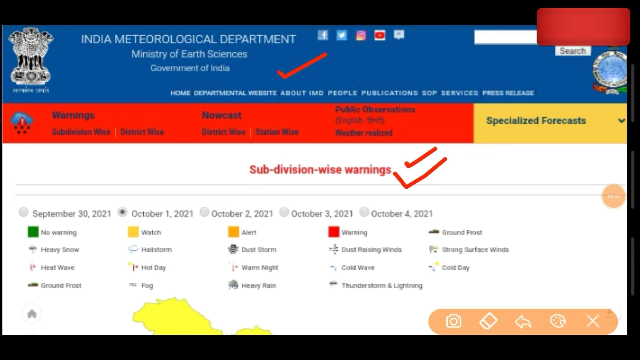 INDIA METEOROLOGICAL DEPARTMENT
Ministry of Earth Sciences
Government of India
सत्यमेव जयते
Search
HOME DEPARTMENTAL WEBSITE ABOUT IMD PEOPLE PUBLICATIONS SOP SERVICES PRESS RELEASE
Warnings
Subdivision Wise | District Wise
Nowcast
District Wise | Station Wise
Public Observations
(English हिन्दी)
Weather realized
Specialized Forecasts
Sub-division-wise warnings
September 30, 2021 October 1, 2021 October 2, 2021 October 3, 2021 October 4, 2021
No warning Watch Alert Warning Ground Frost
Heavy Snow Hailstorm Dust Storm Dust Raising Winds Strong Surface Winds
Heat Wave Hot Day Warm Night Cold Wave Cold Day
Ground Frost Fog Heavy Rain Thunderstorm & Lightning